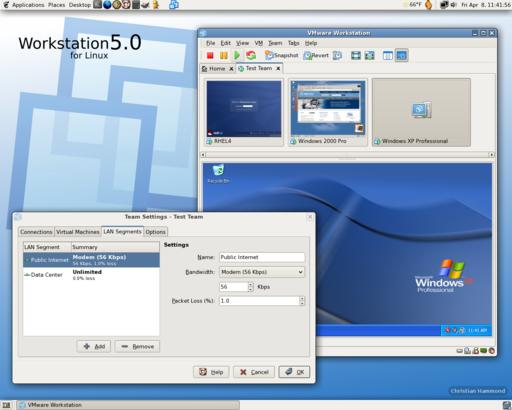 Applications Places Desktop
66°F
Fri Apr 8, 11:41:56
Workstation 5.0
for Linux
VMware Workstation
File Edit View VM Team Tabs Help
Snapshot Revert
Home Test Team
RHEL4 Windows 2000 Pro Windows XP Professional
Recycle Bin
Microsoft
Windows xp
Professional
11:41 AM
Team Settings - Test Team
Connections Virtual Machines LAN Segments Options
LAN Segment Summary
Public Internet Modem (56 Kbps)
56 Kbps, 1.0% loss
Data Center Unlimited
0.0% loss
Settings
Name: Public Internet
Bandwidth: Modem (56 Kbps)
56 Kbps
Packet Loss (%): 1.0
Add Remove
Help Cancel OK
Christian Hammond
VMware Workstation